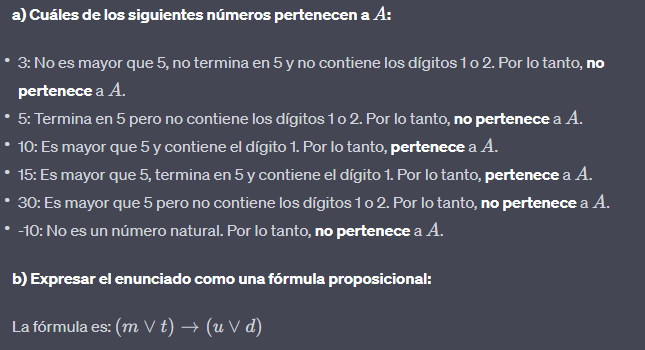 a) Cuáles de los siguientes números pertenecen a A:
• 3: No es mayor que 5, no termina en 5 y no contiene los dígitos 1 o 2. Por lo tanto, no
pertenece a A.
• 5: Termina en 5 pero no contiene los dígitos 1 o 2. Por lo tanto, no pertenece a A.
• 10: Es mayor que 5 y contiene el dígito 1. Por lo tanto, pertenece a A.
• 15: Es mayor que 5, termina en 5 y contiene el dígito 1. Por lo tanto, pertenece a A.
• 30: Es mayor que 5 pero no contiene los dígitos 1 o 2. Por lo tanto, no pertenece a A.
• -10: No es un número natural. Por lo tanto, no pertenece a A.
b) Expresar el enunciado como una fórmula proposicional:
La fórmula es: (m ∨ t) → (u ∨ d)